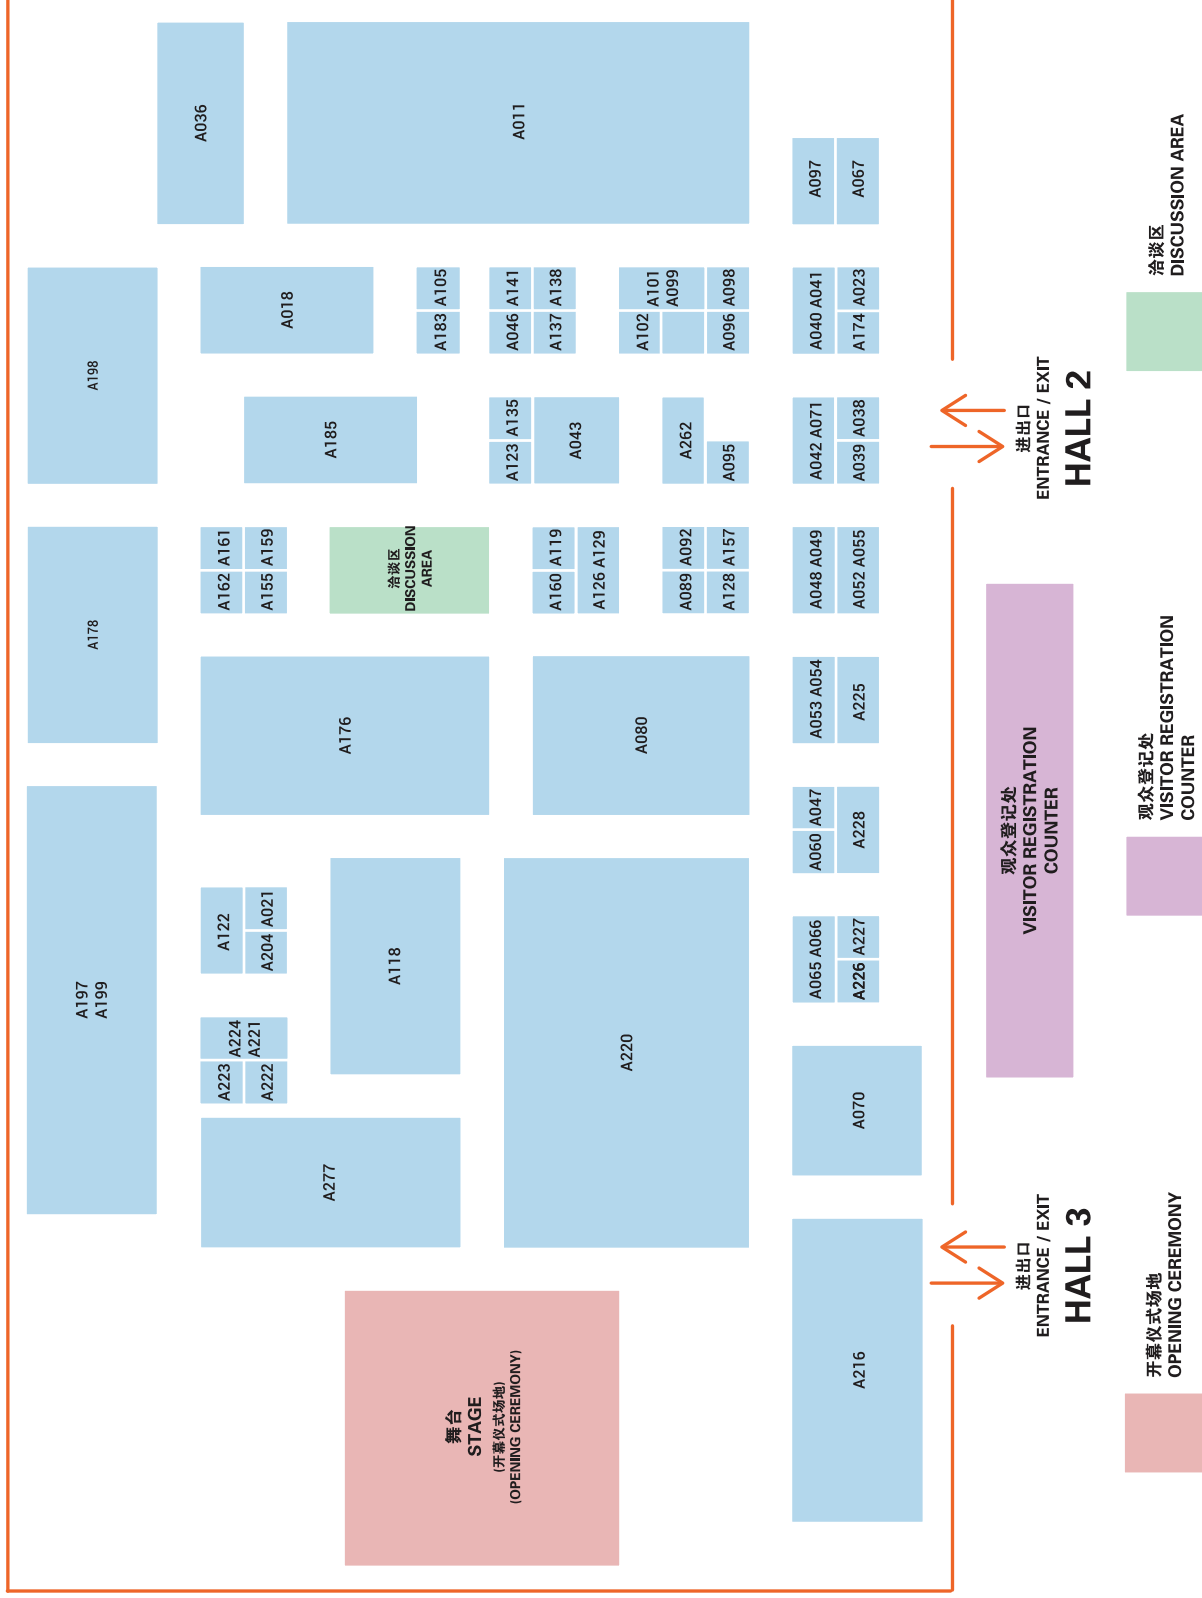 A197
A199
A178
A198
A036
A223
A224
A122
A162
A161
A222
A221
A204
A021
A155
A159
A018
A277
A176
A185
A118
洽谈区
DISCUSSION
AREA
A183
A105
舞台
STAGE
(开幕仪式场地)
(OPENING CEREMONY)
A123
A135
A046
A141
A011
A160
A119
A043
A137
A138
A126 A129
A220
A080
A102
A101
A099
A089
A092
A262
A128
A157
A095
A096
A098
A065 A066
A060
A047
A053 A054
A048 A049
A042 A071
A040 A041
A097
A216
A070
A226
A227
A228
A225
A052 A055
A039
A038
A174
A023
A067
进出口
ENTRANCE / EXIT
HALL 3
观众登记处
VISITOR REGISTRATION
COUNTER
进出口
ENTRANCE / EXIT
HALL 2
开幕仪式场地
OPENING CEREMONY
观众登记处
VISITOR REGISTRATION
COUNTER
洽谈区
DISCUSSION AREA